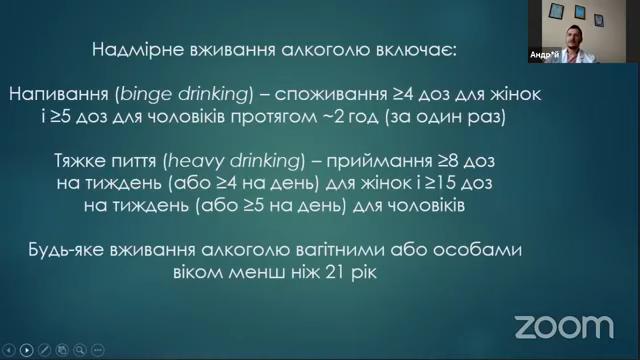 Надмірне вживання алкоголю включає:
Андр*й
Напивання (binge drinking) – споживання ≥4 доз для жінок
і ≥5 доз для чоловіків протягом ~2 год (за один раз)
Тяжке пиття (heavy drinking) – приймання ≥8 доз
на тиждень (або ≥4 на день) для жінок і ≥15 доз
на тиждень (або ≥5 на день) для чоловіків
Будь-яке вживання алкоголю вагітними або особами
віком менш ніж 21 рік
zoom